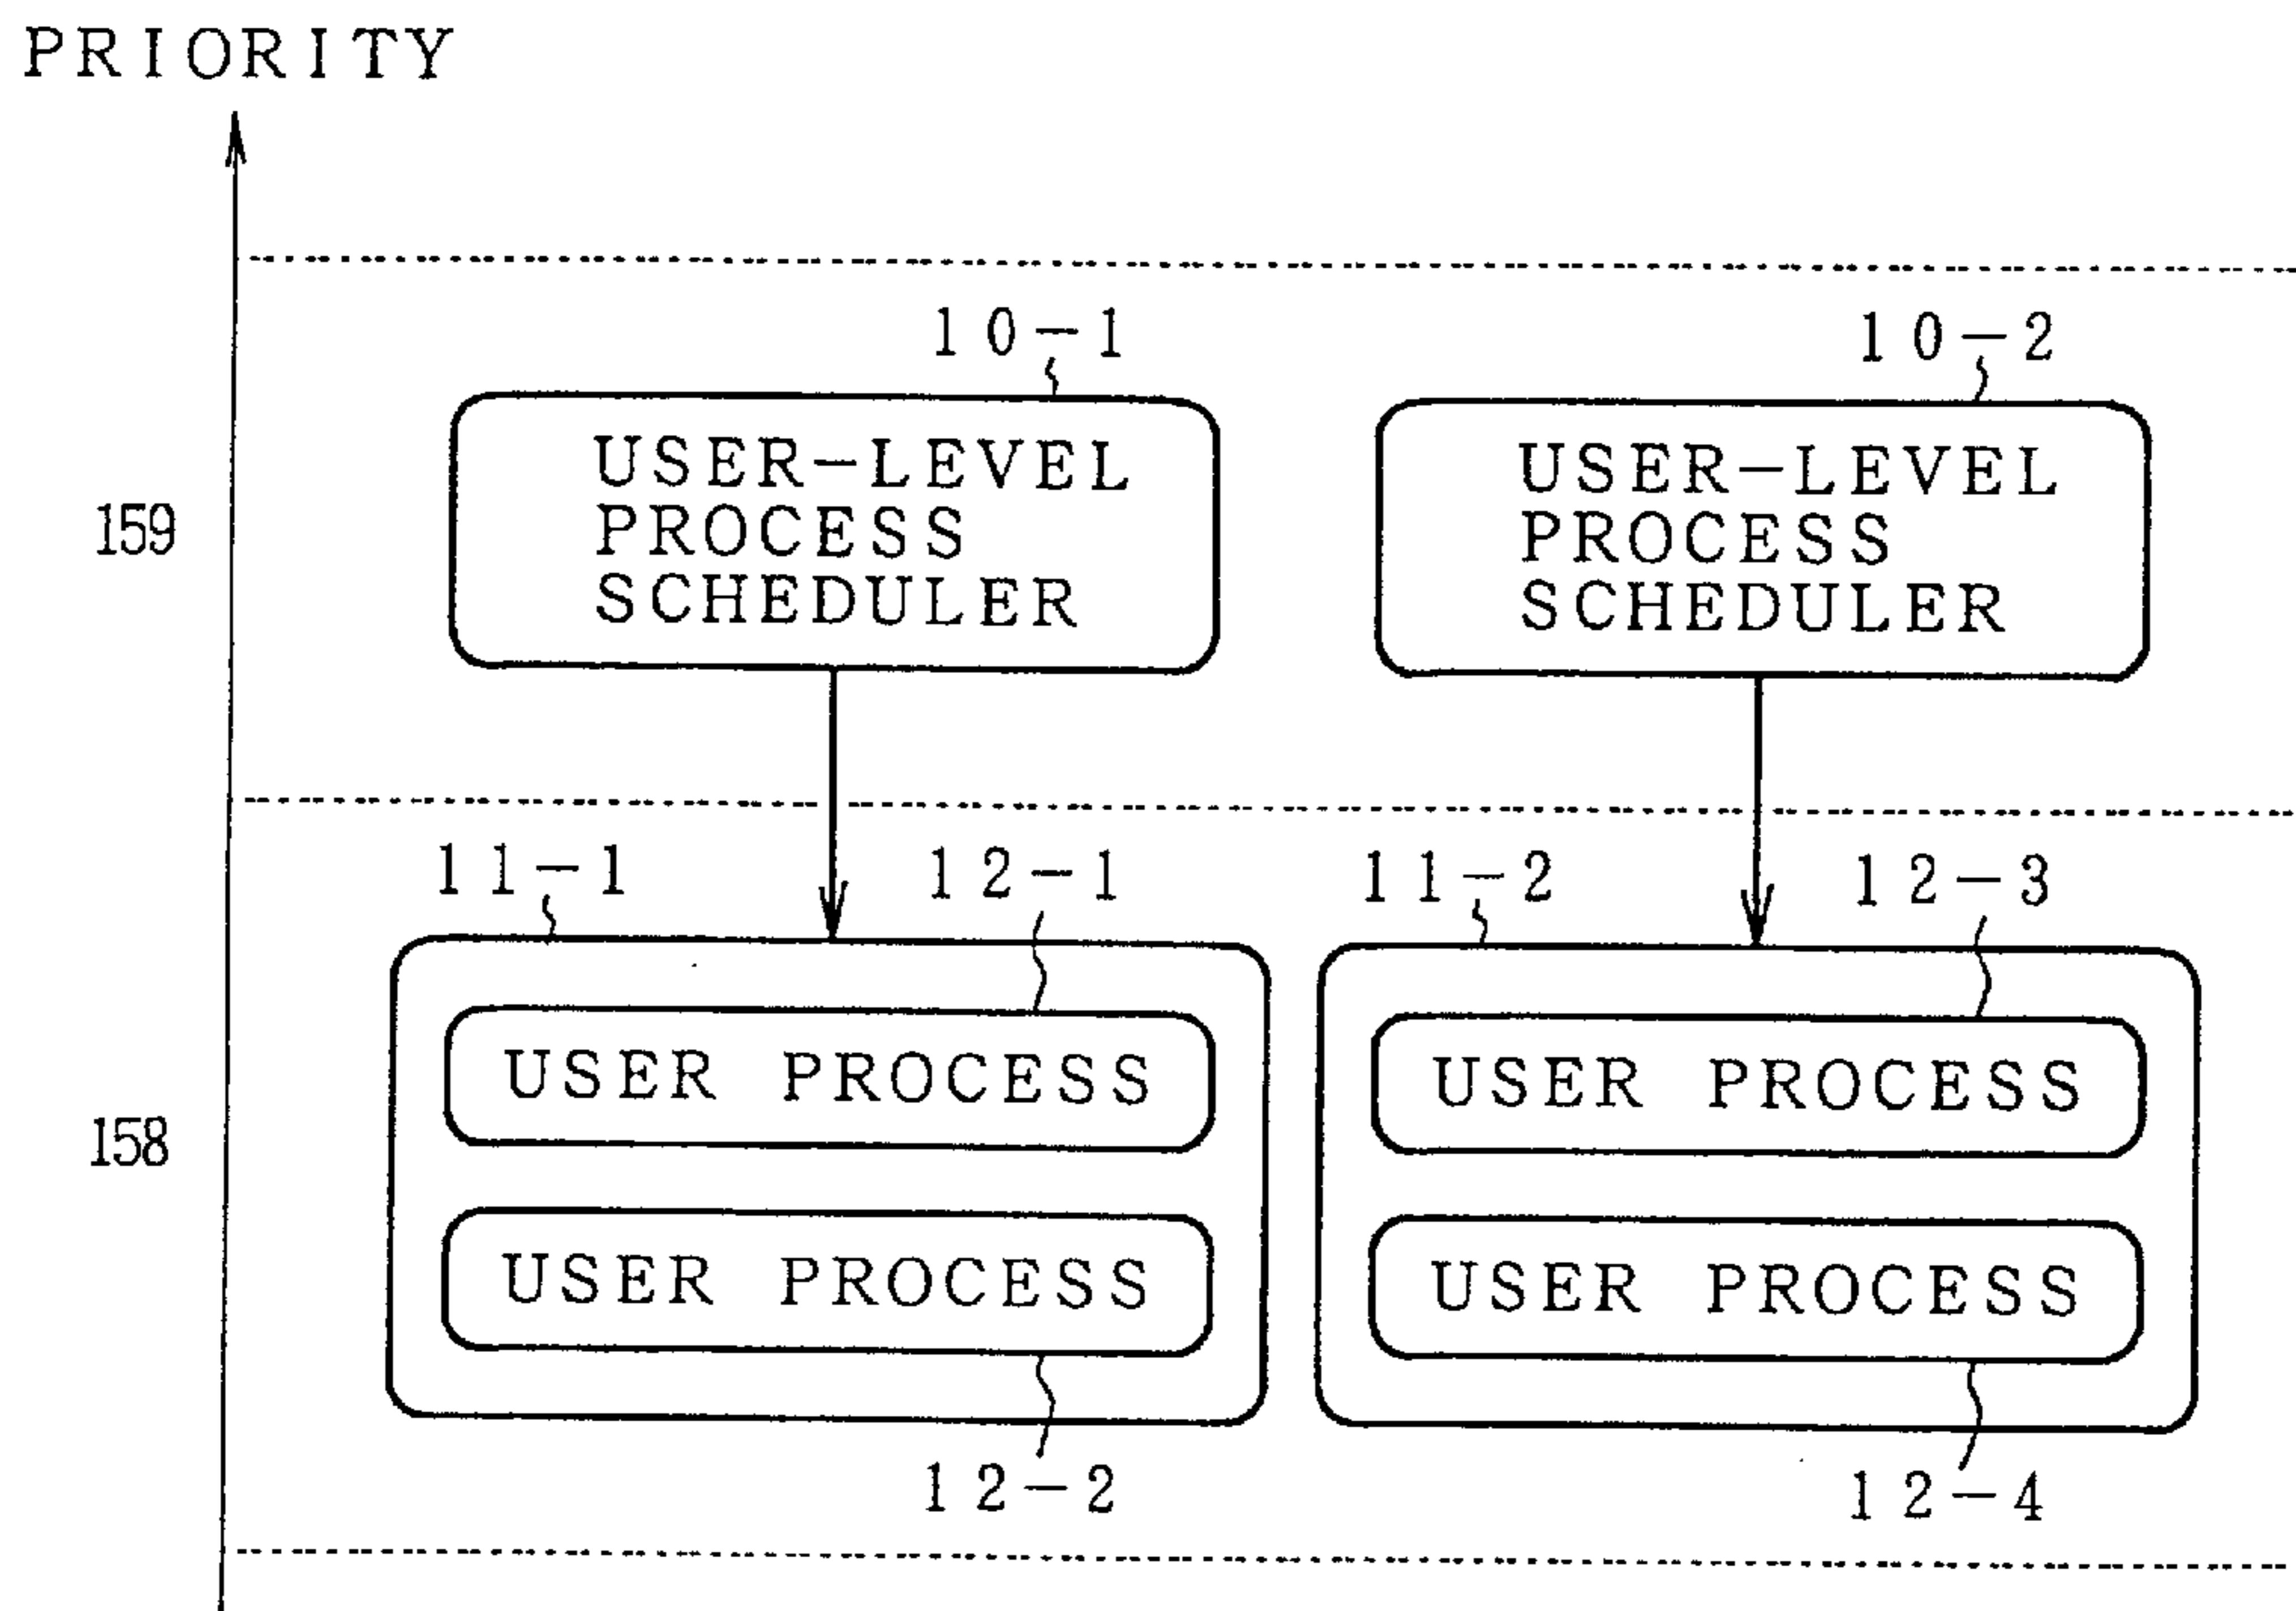 PRIORITY
10-1
10-2
USER-LEVEL
PROCESS
SCHEDULER
USER-LEVEL
PROCESS
SCHEDULER
159
11-1
12-1
11-2
12-3
USER PROCESS
USER PROCESS
158
USER PROCESS
USER PROCESS
12-2
12-4